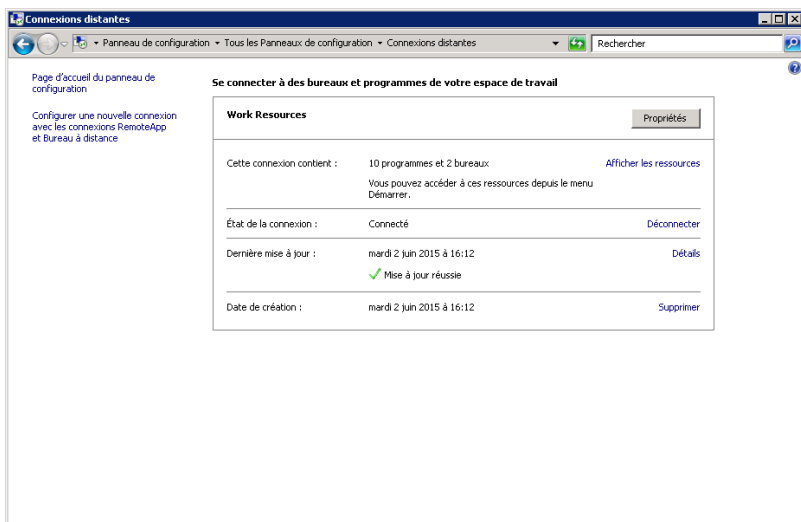 Connexions distantes
Panneau de configuration Tous les Panneaux de configuration Connexions distantes
Rechercher
Page d'accueil du panneau de
configuration
Configurer une nouvelle connexion
avec les connexions RemoteApp
et Bureau à distance
Se connecter à des bureaux et programmes de votre espace de travail
Work Resources
Propriétés
Cette connexion contient : 10 programmes et 2 bureaux Afficher les ressources
Vous pouvez accéder à ces ressources depuis le menu
Démarrer.
État de la connexion : Connecté Déconnecter
Dernière mise à jour : mardi 2 juin 2015 à 16:12 Détails
Mise à jour réussie
Date de création : mardi 2 juin 2015 à 16:12 Supprimer